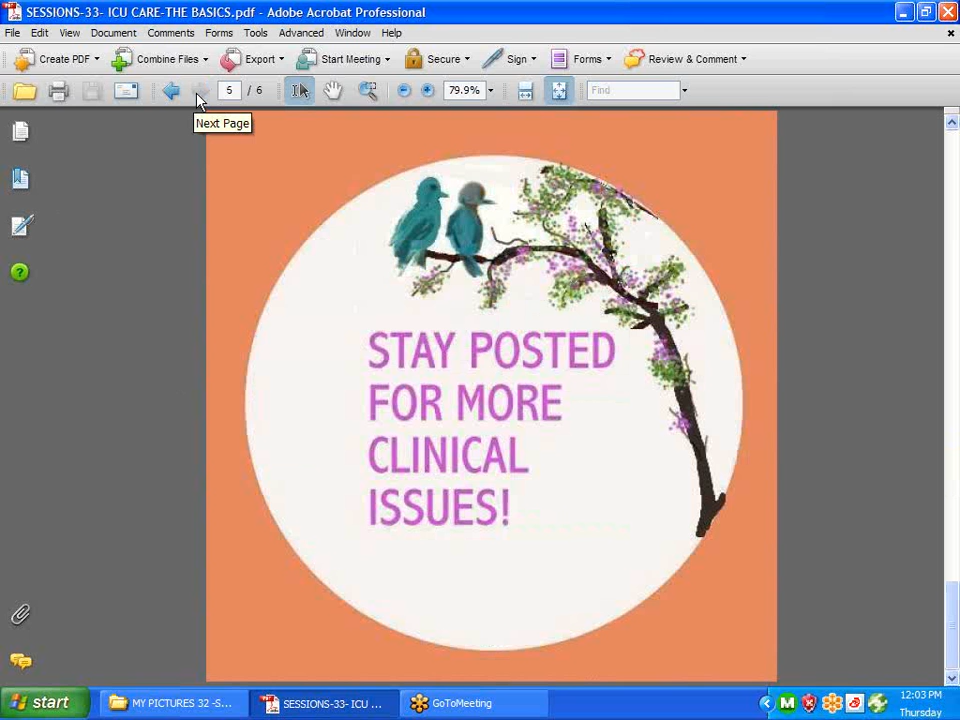 SESSIONS-33- ICU CARE-THE BASICS.pdf - Adobe Acrobat Professional
File Edit View Document Comments Forms Tools Advanced Window Help
Create PDF Combine Files Export Start Meeting Secure Sign Forms Review & Comment
5 / 6 79.9% Find
Next Page
STAY POSTED
FOR MORE
CLINICAL
ISSUES!
start MY PICTURES 32 -S... SESSIONS-33- ICU ... GoToMeeting 12:03 PM
Thursday